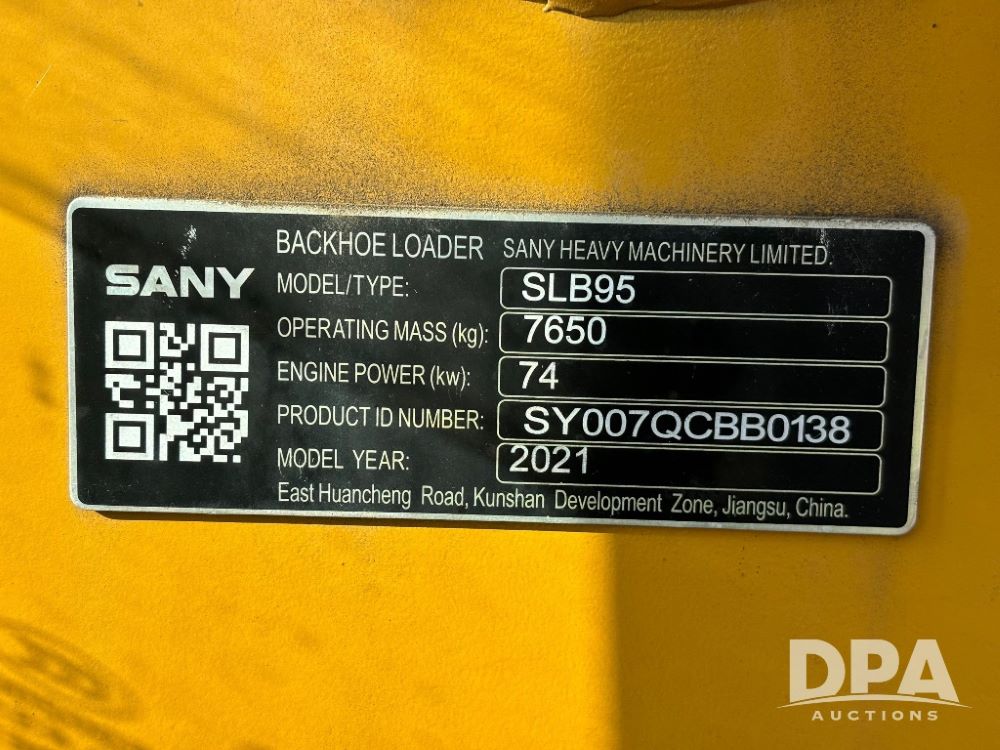 SANY
BACKHOE LOADER SANY HEAVY MACHINERY LIMITED.
MODEL/TYPE: SLB95
OPERATING MASS (kg): 7650
ENGINE POWER (kw): 74
PRODUCT ID NUMBER: SY007QCBB0138
MODEL YEAR: 2021
East Huancheng Road, Kunshan Development Zone, Jiangsu, China.
DPA
AUCTIONS